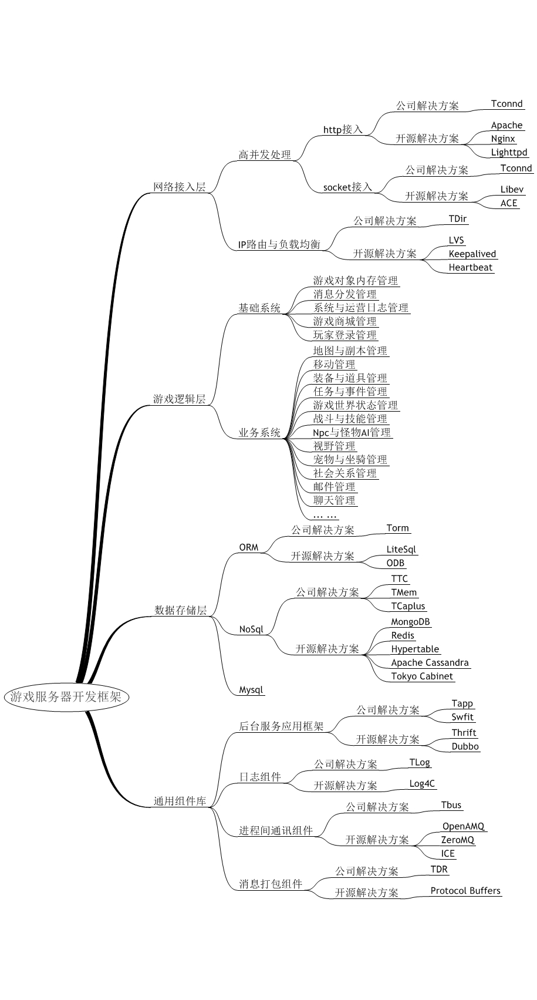 游戏服务器开发框架
网络接入层
高并发处理
http接入
公司解决方案
Tconnd
开源解决方案
Apache
Nginx
Lighttpd
socket接入
公司解决方案
Tconnd
开源解决方案
Libev
ACE
IP路由与负载均衡
公司解决方案
TDir
开源解决方案
LVS
Keepalived
Heartbeat
游戏逻辑层
基础系统
游戏对象内存管理
消息分发管理
系统与运营日志管理
游戏商城管理
玩家登录管理
业务系统
地图与副本管理
移动管理
装备与道具管理
任务与事件管理
游戏世界状态管理
战斗与技能管理
Npc与怪物AI管理
视野管理
宠物与坐骑管理
社会关系管理
邮件管理
聊天管理
... ...
数据存储层
ORM
公司解决方案
Torm
开源解决方案
LiteSql
ODB
NoSql
公司解决方案
TTC
TMem
TCaplus
开源解决方案
MongoDB
Redis
Hypertable
Apache Cassandra
Tokyo Cabinet
Mysql
通用组件库
后台服务应用框架
公司解决方案
Tapp
Swfit
开源解决方案
Thrift
Dubbo
日志组件
公司解决方案
TLog
开源解决方案
Log4C
进程间通讯组件
公司解决方案
Tbus
开源解决方案
OpenAMQ
ZeroMQ
ICE
消息打包组件
公司解决方案
TDR
开源解决方案
Protocol Buffers